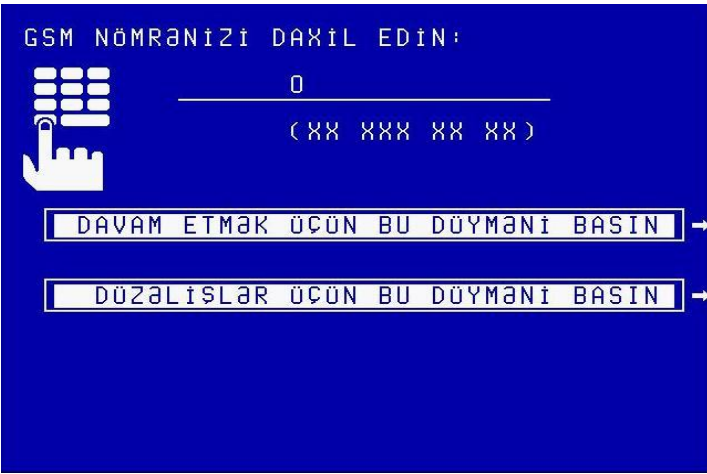 GSM NÖMRƏNİZİ DAXİL EDİN:
0
(XX XXX XX XX)
DAVAM ETMƏK ÜÇÜN BU DÜYMƏNİ BASIN
DÜZƏLİŞLƏR ÜÇÜN BU DÜYMƏNİ BASIN